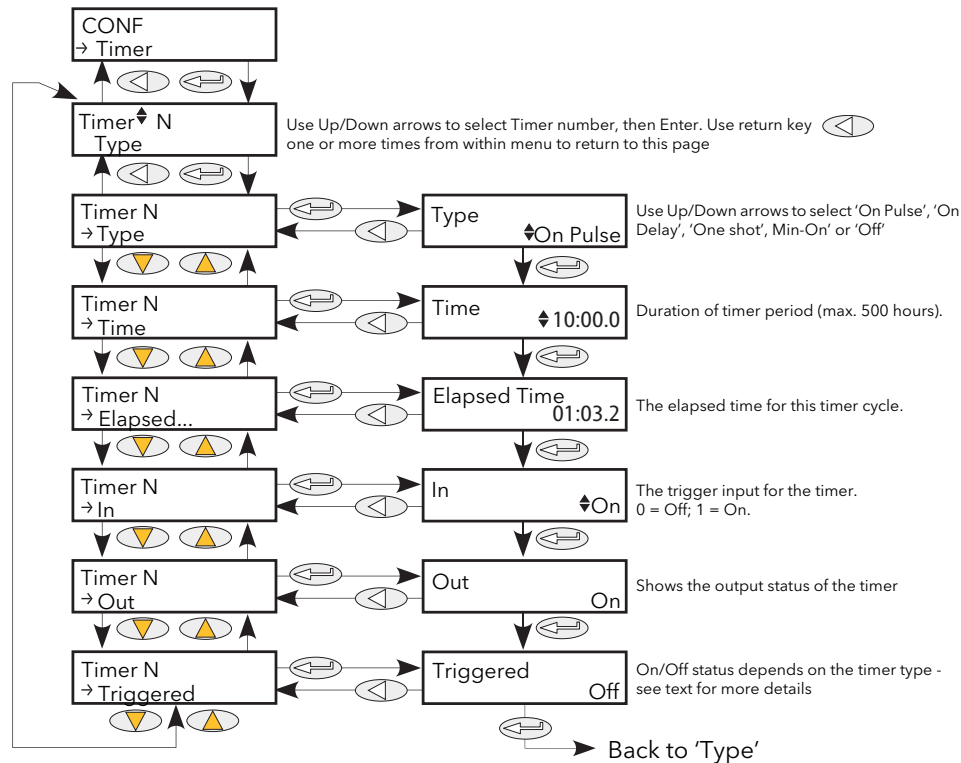 CONF
→ Timer
Timer♦ N
Type
Use Up/Down arrows to select Timer number, then Enter. Use return key
one or more times from within menu to return to this page
Timer N
→Type
Type
♦On Pulse
Use Up/Down arrows to select ‘On Pulse’, ‘On
Delay’, ‘One shot’, Min-On’ or ‘Off’
Timer N
→Time
Time
♦10:00.0
Duration of timer period (max. 500 hours).
Timer N
→ Elapsed...
Elapsed Time
01:03.2
The elapsed time for this timer cycle.
Timer N
→In
In
♦On
The trigger input for the timer.
0 = Off; 1 = On.
Timer N
→Out
Out
On
Shows the output status of the timer
Timer N
→Triggered
Triggered
Off
On/Off status depends on the timer type -
see text for more details
Back to ‘Type’